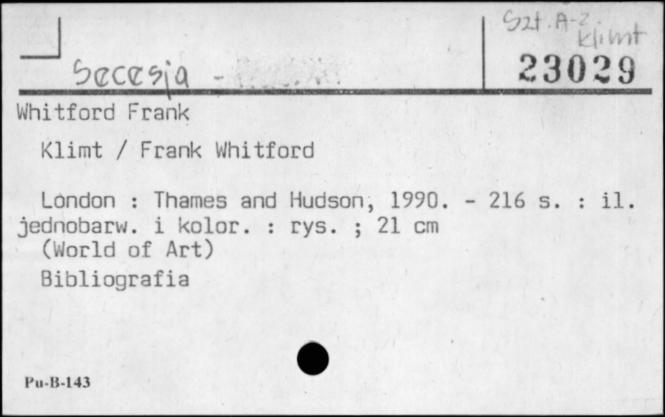 Szt. A-Z
Klimt
Secesja -
23029
Whitford Frank
Klimt / Frank Whitford
London : Thames and Hudson, 1990. - 216 s. : il.
jednobarw. i kolor. : rys. ; 21 cm
(World of Art)
Bibliografia
Pu-B-143